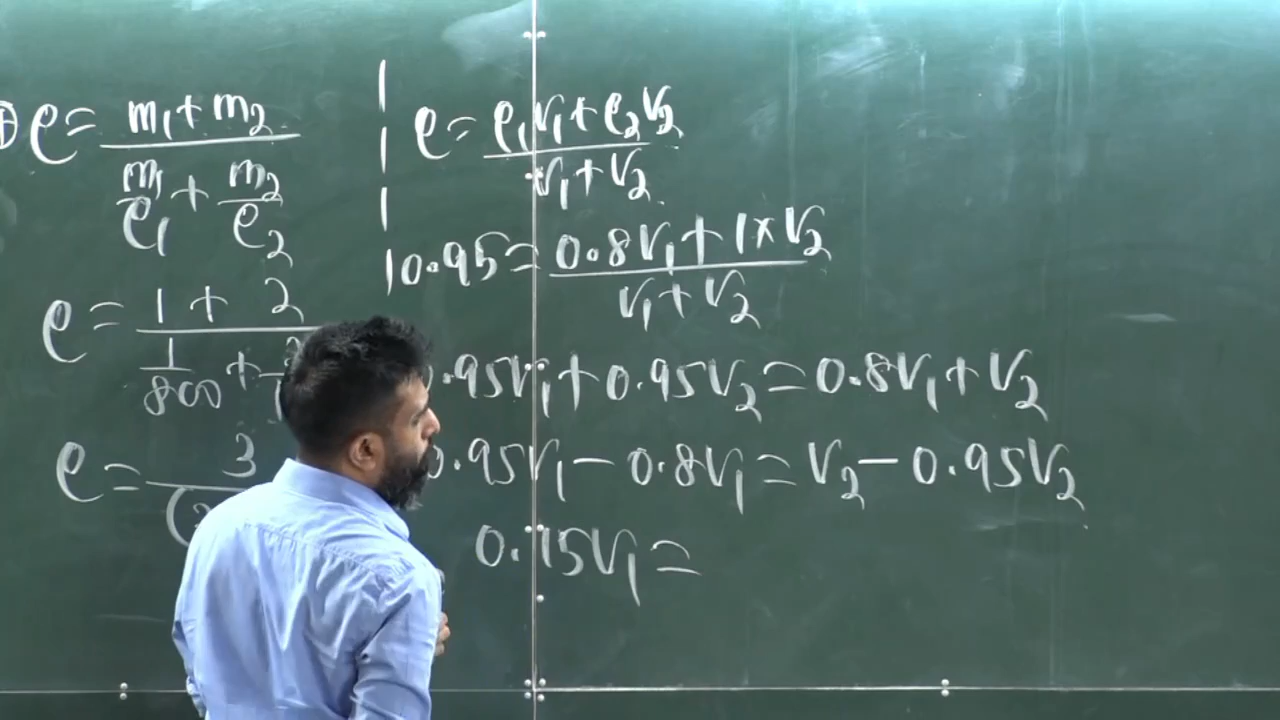 e = (m₁ + m₂) / (m₁/e₁ + m₂/e₂)
e = (1 + 2) / (1/800 +
e = 3
e = (e₁V₁ + e₂V₂) / (V₁ + V₂)
0.95 = (0.8V₁ + 1×V₂) / (V₁ + V₂)
.95V₁ + 0.95V₂ = 0.8V₁ + V₂
0.95V₁ − 0.8V₁ = V₂ − 0.95V₂
0.15V₁ =